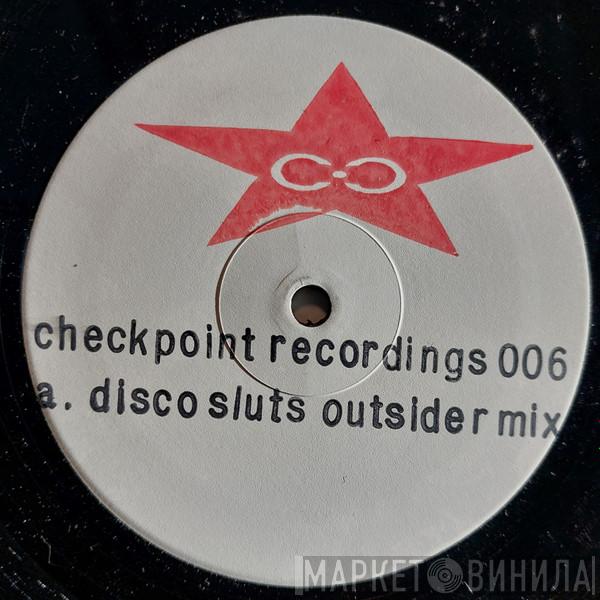 checkpoint recordings 006
a. disco sluts outsider mix
МАРКЕТ ВИНИЛА